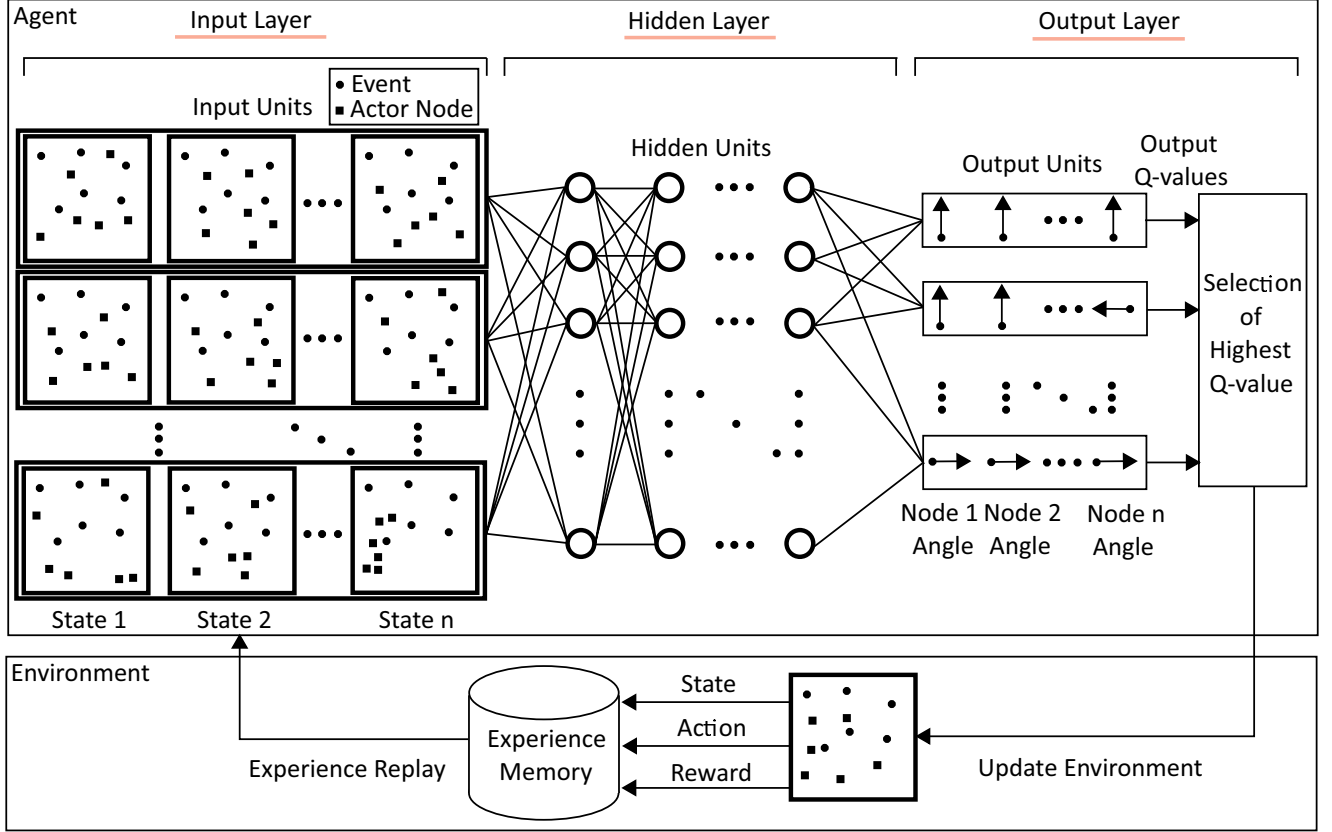 Agent
Input Layer
Hidden Layer
Output Layer
Event
Actor Node
Input Units
Hidden Units
Output Units
Output
Q-values
Selection
of
Highest
Q-value
Node 1
Angle
Node 2
Angle
Node n
Angle
State 1
State 2
State n
Environment
Experience Replay
Experience
Memory
State
Action
Reward
Update Environment